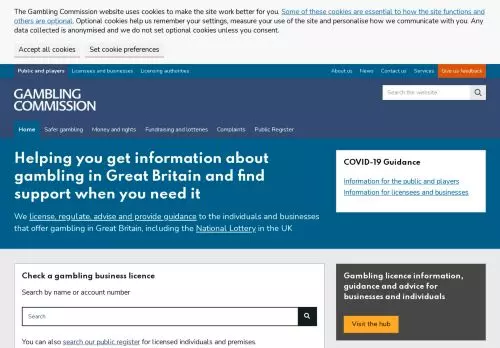 The Gambling Commission website uses cookies to make the site work better for you. Some of these cookies are essential to how the site functions
and others are optional. Optional cookies help us remember your settings, measure your use of the site and personalise how we communicate with you. Any
data collected is anonymised and we do not set optional cookies unless you consent.
Accept all cookies Set cookie preferences
Public and players Licensees and businesses Licensing authorities About us News Contact us Services Give us feedback
GAMBLING
COMMISSION
Search the website
Home Safer gambling Money and rights Fundraising and lotteries Complaints Public Register
Helping you get information about
gambling in Great Britain and find
support when you need it
We license, regulate, advise and provide guidance to the individuals and businesses
that offer gambling in Great Britain, including the National Lottery in the UK
COVID-19 Guidance
Information for the public and players
Information for licensees and businesses
Check a gambling business licence
Search by name or account number
Search
You can also search our public register for licensed individuals and premises.
Gambling licence information,
guidance and advice for
businesses and individuals
Visit the hub